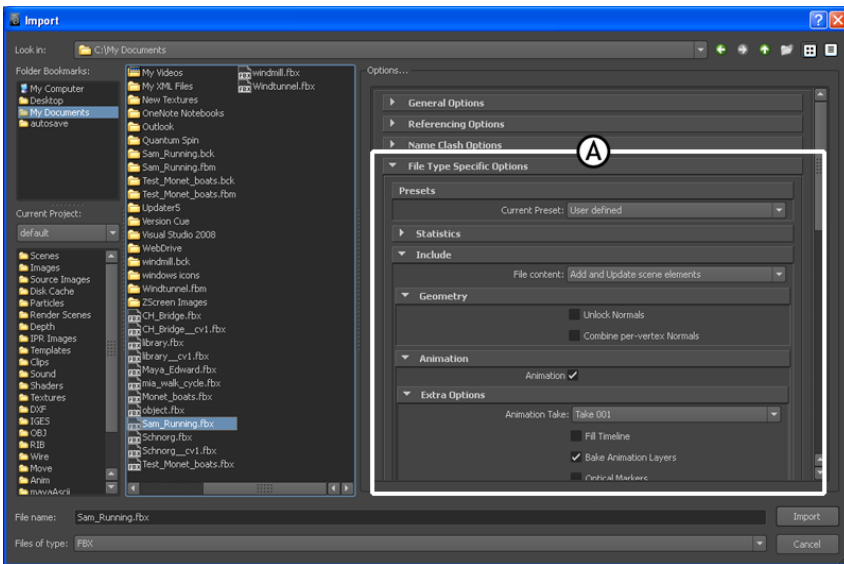 Import
Look in:
C:\My Documents
Folder Bookmarks:
My Computer
Desktop
My Documents
autosave
Current Project:
default
Scenes
Images
Source Images
Disk Cache
Particles
Render Scenes
Depth
IPR Images
Templates
Clips
Sound
Shaders
Textures
DXF
IGES
OBJ
RIB
Wire
Move
Anim
mayaAscii
My Videos
My XML Files
New Textures
OneNote Notebooks
Outlook
Quantum Spin
Sam_Running.bck
Sam_Running.fbm
Test_Monet_boats.bck
Test_Monet_boats.fbm
Updater5
Version Cue
Visual Studio 2008
WebDrive
windmill.bck
windows icons
Windtunnel.fbm
ZScreen Images
CH_Bridge.fbx
CH_Bridge__cv1.fbx
library.fbx
library__cv1.fbx
Maya_Edward.fbx
mia_walk_cycle.fbx
Monet_boats.fbx
object.fbx
Sam_Running.fbx
Schnorg.fbx
Schnorg__cv1.fbx
Test_Monet_boats.fbx
windmill.fbx
Windtunnel.fbx
Options...
General Options
Referencing Options
Name Clash Options
A
File Type Specific Options
Presets
Current Preset: User defined
Statistics
Include
File content: Add and Update scene elements
Geometry
Unlock Normals
Combine per-vertex Normals
Animation
Animation
Extra Options
Animation Take: Take 001
Fill Timeline
Bake Animation Layers
Optical Markers
File name: Sam_Running.fbx
Import
Files of type: FBX
Cancel